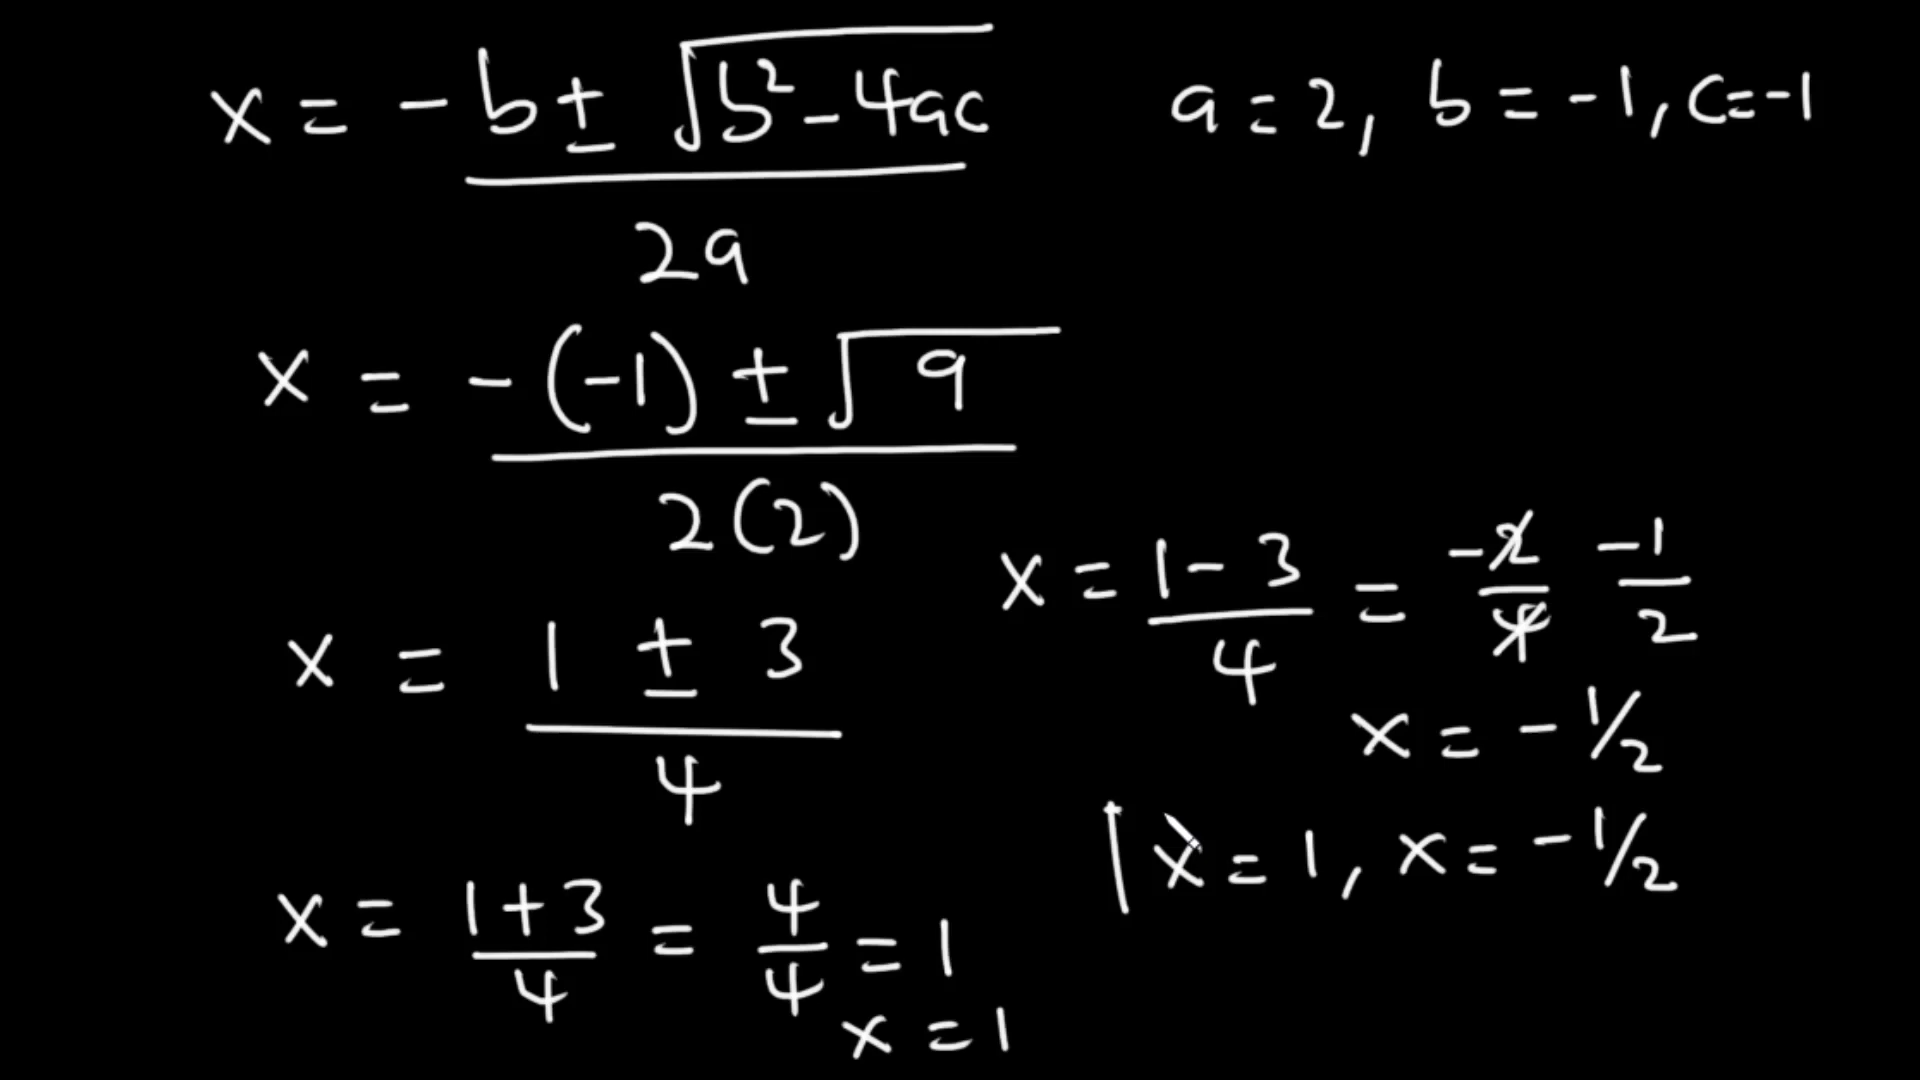 x = -b ± √b² - 4ac
2a
a = 2, b = -1, c = -1
x = -(-1) ± √9
2(2)
x = 1 ± 3
4
x = 1+3 = 4 = 1
4 4
x = 1
x = 1 - 3 = -2 -1
4 4 2
x = - 1/2
x = 1, x = - 1/2